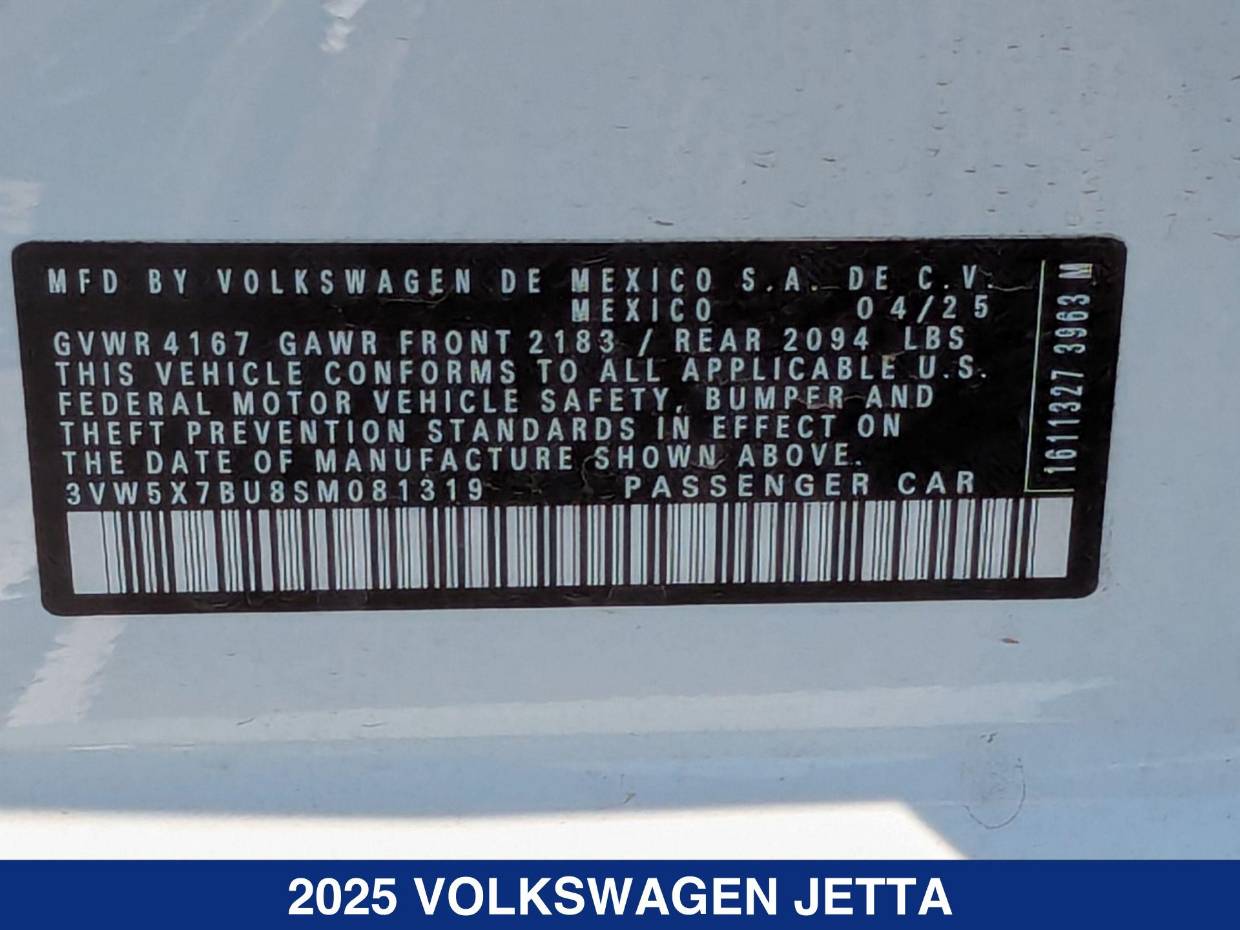 MFD BY VOLKSWAGEN DE MEXICO S.A. DE C.V.
MEXICO 04/25
GVWR 4167 GAWR FRONT 2183 / REAR 2094 LBS
THIS VEHICLE CONFORMS TO ALL APPLICABLE U.S.
FEDERAL MOTOR VEHICLE SAFETY, BUMPER AND
THEFT PREVENTION STANDARDS IN EFFECT ON
THE DATE OF MANUFACTURE SHOWN ABOVE.
3VW5X7BU8SM081319 PASSENGER CAR
1611327 3963 M
2025 VOLKSWAGEN JETTA